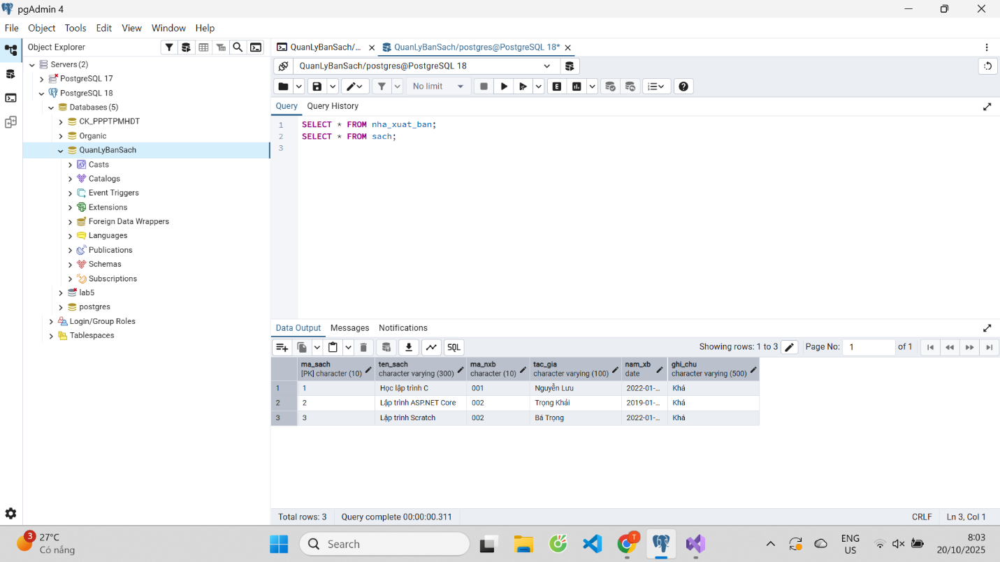 pgAdmin 4
File Object Tools Edit View Window Help
Object Explorer
QuanLyBanSach/...
QuanLyBanSach/postgres@PostgreSQL 18*
Servers (2)
PostgreSQL 17
PostgreSQL 18
Databases (5)
CK_PPPTPMHDT
Organic
QuanLyBanSach
Casts
Catalogs
Event Triggers
Extensions
Foreign Data Wrappers
Languages
Publications
Schemas
Subscriptions
lab5
postgres
Login/Group Roles
Tablespaces
QuanLyBanSach/postgres@PostgreSQL 18
No limit
E
Query Query History
1 SELECT * FROM nha_xuat_ban;
2 SELECT * FROM sach;
3
Data Output Messages Notifications
SQL
Showing rows: 1 to 3
Page No: 1 of 1
ma_sach ten_sach ma_nxb tac_gia nam_xb ghi_chu
[PK] character (10) character varying (300) character (10) character varying (100) date character varying (500)
1 1 Học lập trình C 001 Nguyễn Lưu 2022-01-... Khá
2 2 Lập trình ASP.NET Core 002 Trọng Khải 2019-01-... Khá
3 3 Lập trình Scratch 002 Bá Trọng 2022-01-... Khá
Total rows: 3 Query complete 00:00:00.311 CRLF Ln 3, Col 1
3
27°C
Có nắng
Search
T
ENG
US
8:03
20/10/2025